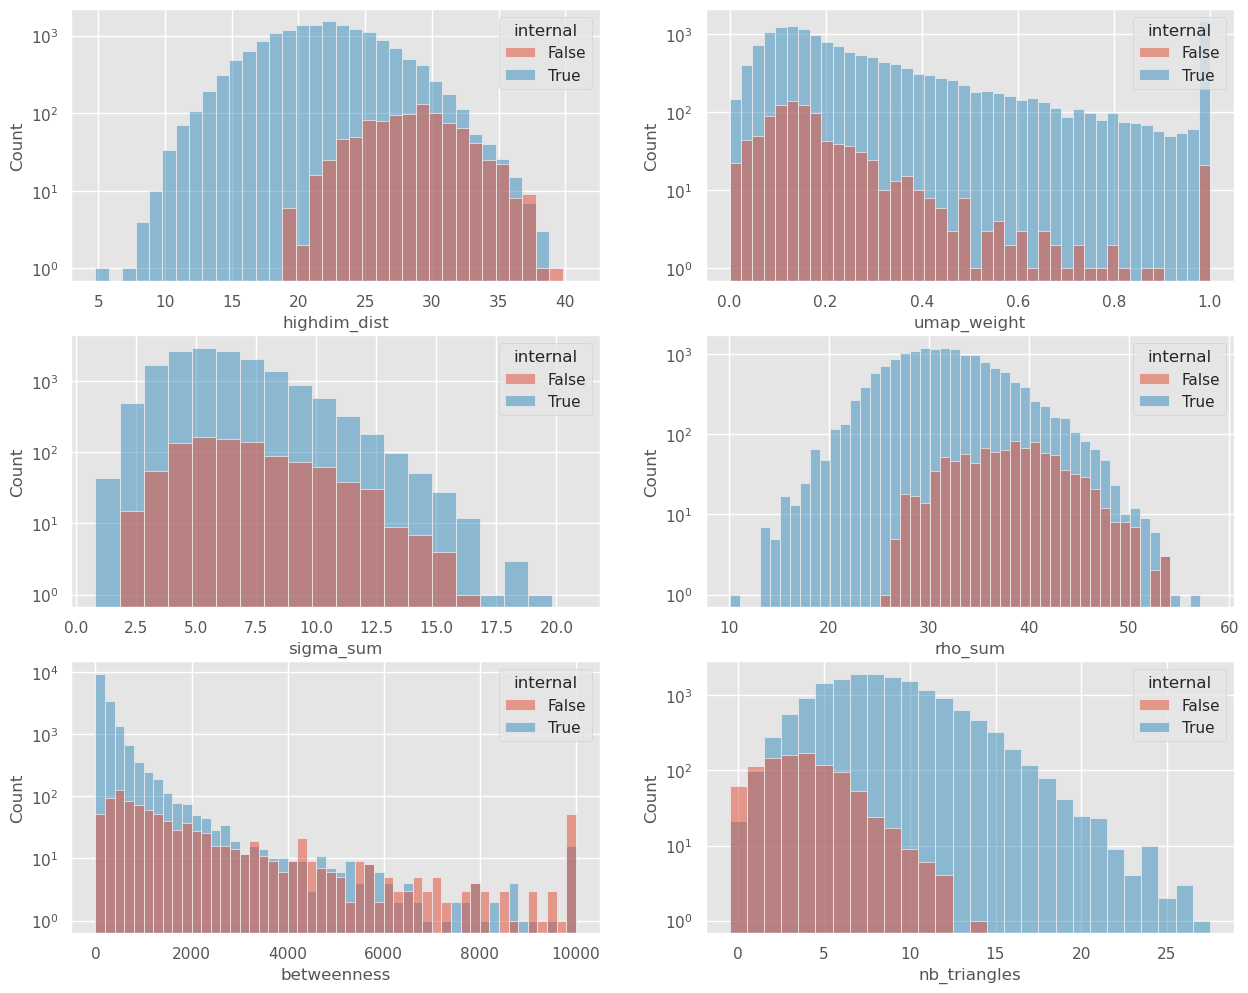 internal
False
True
10³
10²
10¹
10⁰
Count
5 10 15 20 25 30 35 40
highdim_dist
internal
False
True
10³
10²
10¹
10⁰
Count
0.0 0.2 0.4 0.6 0.8 1.0
umap_weight
internal
False
True
10³
10²
10¹
10⁰
Count
0.0 2.5 5.0 7.5 10.0 12.5 15.0 17.5 20.0
sigma_sum
internal
False
True
10³
10²
10¹
10⁰
Count
10 20 30 40 50 60
rho_sum
internal
False
True
10⁴
10³
10²
10¹
10⁰
Count
0 2000 4000 6000 8000 10000
betweenness
internal
False
True
10³
10²
10¹
10⁰
Count
0 5 10 15 20 25
nb_triangles